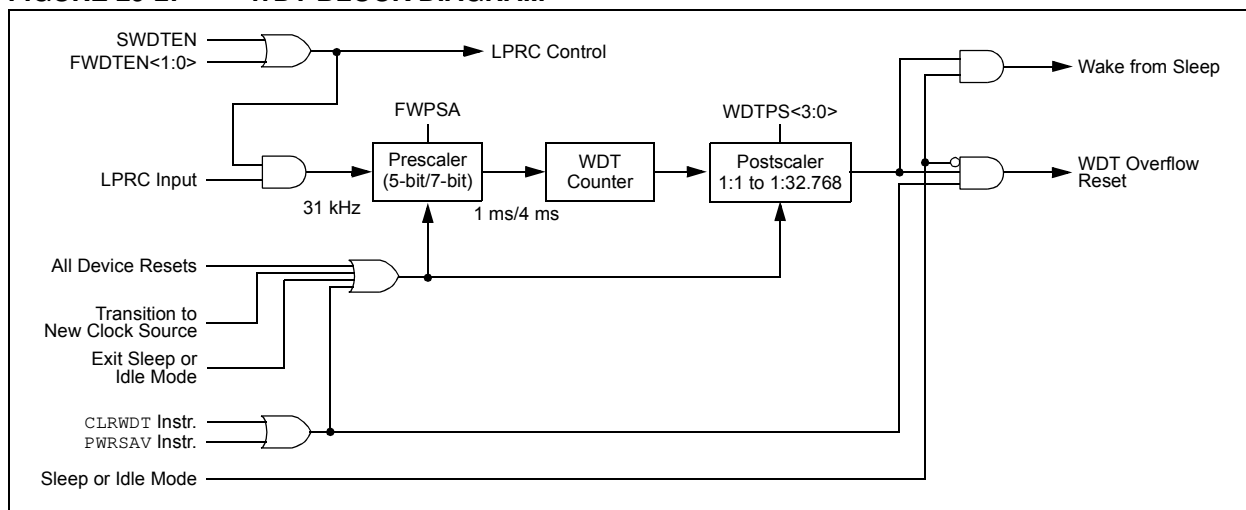 SWDTEN
FWDTEN<1:0>
LPRC Control
Wake from Sleep
FWPSA
WDTPS<3:0>
Prescaler
(5-bit/7-bit)
WDT
Counter
Postscaler
1:1 to 1:32.768
WDT Overflow
Reset
LPRC Input
31 kHz
1 ms/4 ms
All Device Resets
Transition to
New Clock Source
Exit Sleep or
Idle Mode
CLRWDT Instr.
PWRSAV Instr.
Sleep or Idle Mode